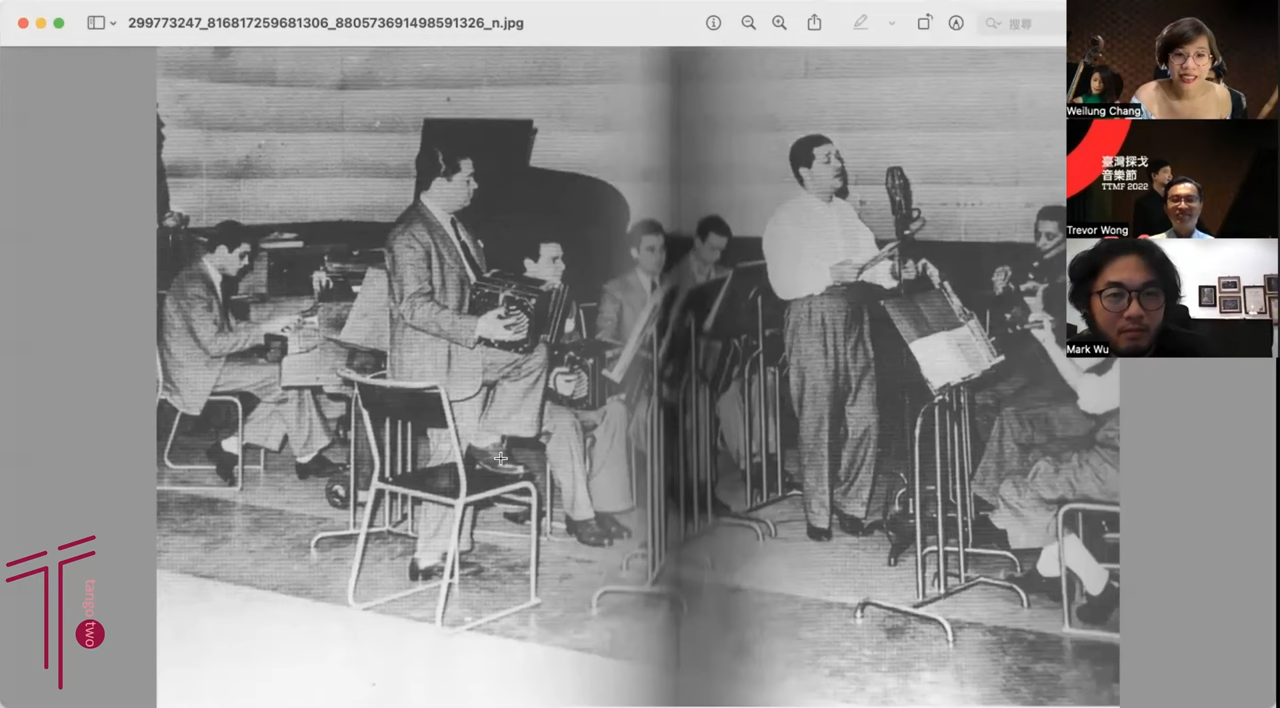 299773247_816817259681306_880573691498591326_n.jpg
搜尋
Weilung Chang
臺灣探戈
音樂節
TTMF 2022
Trevor Wong
Mark Wu
tango two